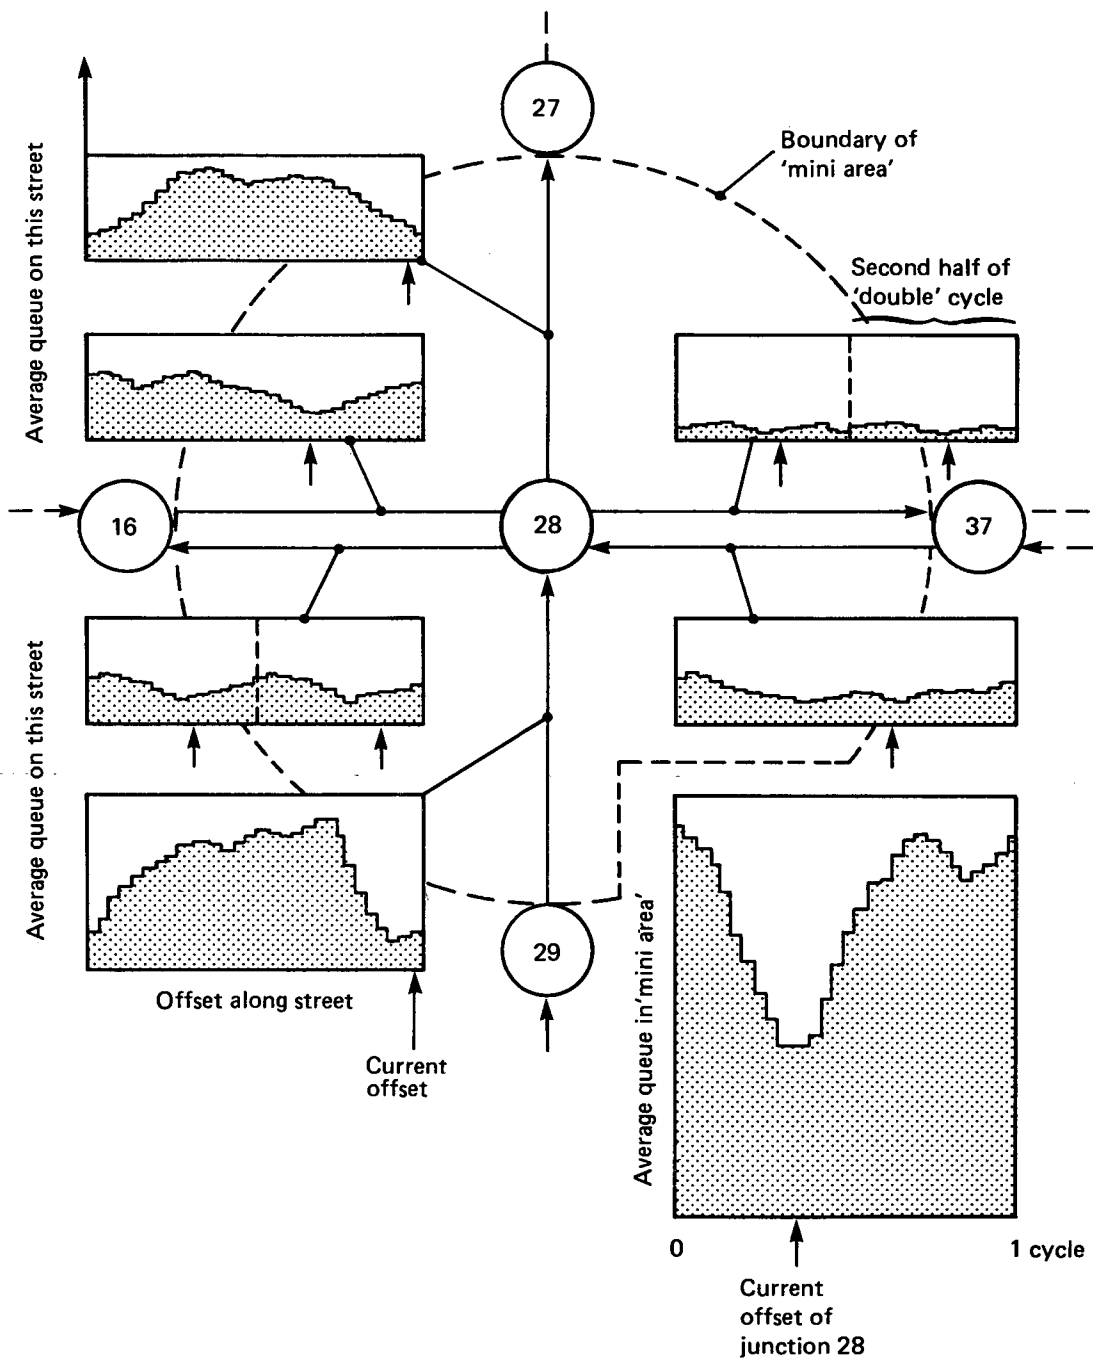 27
Boundary of
'mini area'
Average queue on this street
Second half of
'double' cycle
16
28
37
Average queue on this street
29
Offset along street
Current
offset
Average queue in 'mini area'
0
1 cycle
Current
offset of
junction 28